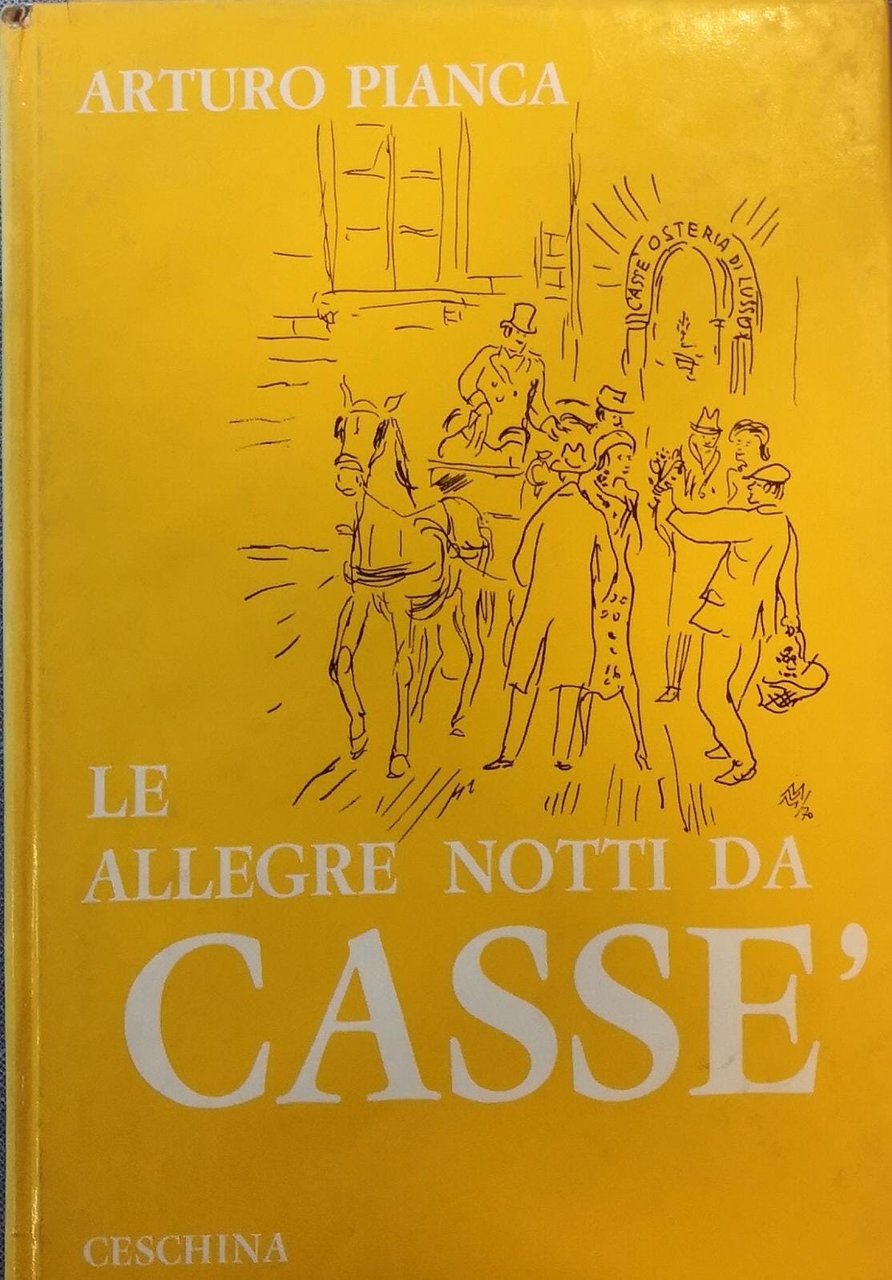 ARTURO PIANCA
CASSE' OSTERIA DI LUSSO
LE
ALLEGRE NOTTI DA
CASSE'
CESCHINA